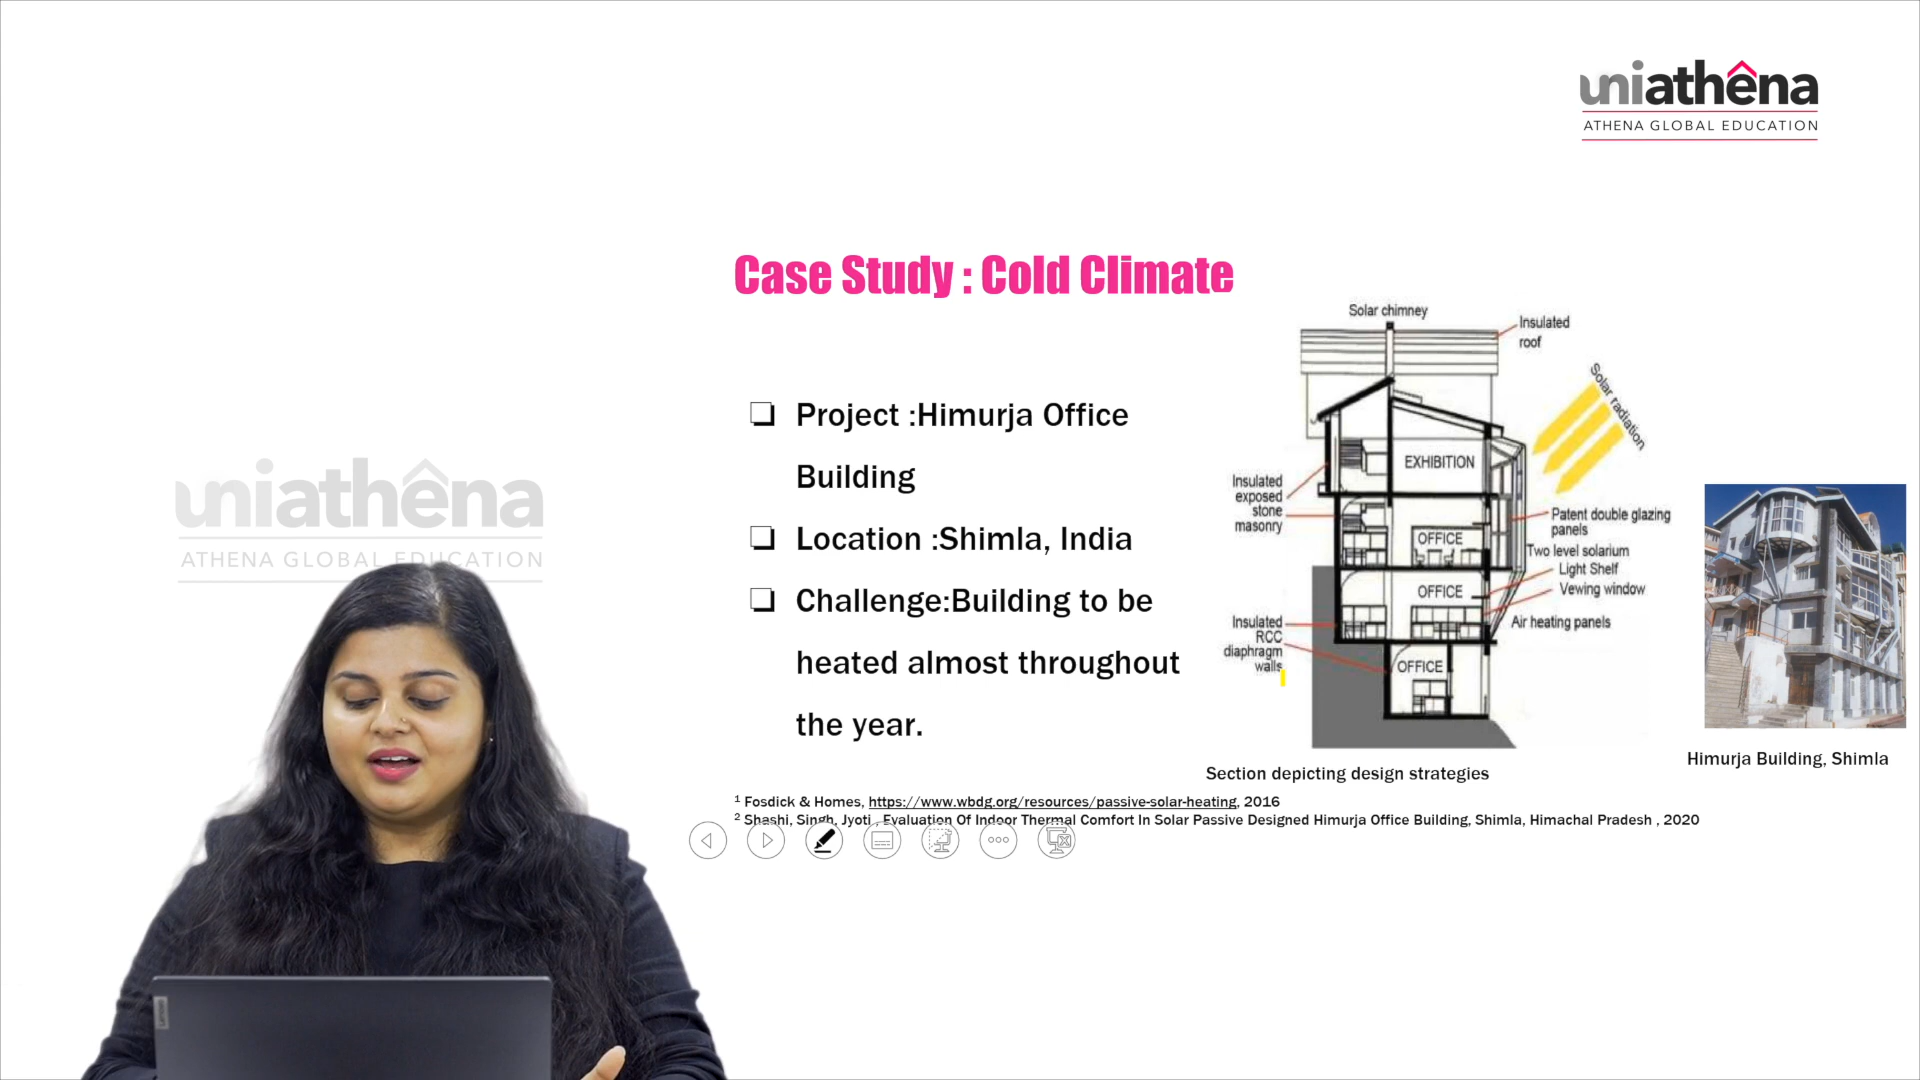 uniathena
ATHENA GLOBAL EDUCATION
Case Study : Cold Climate
Project :Himurja Office
Building
Location :Shimla, India
Challenge:Building to be
heated almost throughout
the year.
Solar chimney
Insulated
roof
Solar radiation
EXHIBITION
Insulated
exposed
stone
masonry
Patent double glazing
panels
OFFICE
Two level solarium
Light Shelf
OFFICE
Vewing window
Insulated
RCC
diaphragm
walls
Air heating panels
OFFICE
Section depicting design strategies
Himurja Building, Shimla
1 Fosdick & Homes, https://www.wbdg.org/resources/passive-solar-heating, 2016
2 Shashi, Singh, Jyoti , Evaluation Of Indoor Thermal Comfort In Solar Passive Designed Himurja Office Building, Shimla, Himachal Pradesh , 2020
uniathena
ATHENA GLOBAL EDUCATION
Lenovo